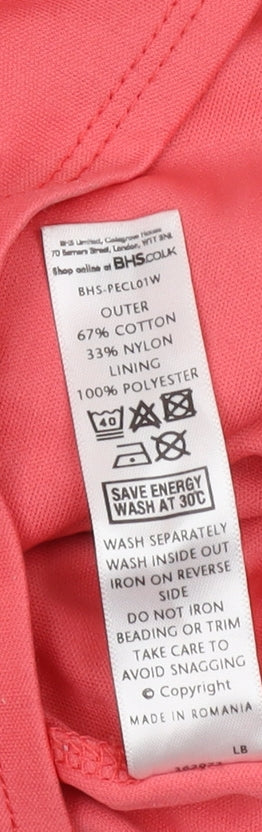 BHS Limited, Colegrave House
70 Berners Street, London, W1T 3NL
Shop online at BHS.CO.UK
BHS-PECL01W
OUTER
67% COTTON
33% NYLON
LINING
100% POLYESTER
40
SAVE ENERGY
WASH AT 30°C
WASH SEPARATELY
WASH INSIDE OUT
IRON ON REVERSE
SIDE
DO NOT IRON
BEADING OR TRIM
TAKE CARE TO
AVOID SNAGGING
© Copyright
MADE IN ROMANIA
LB